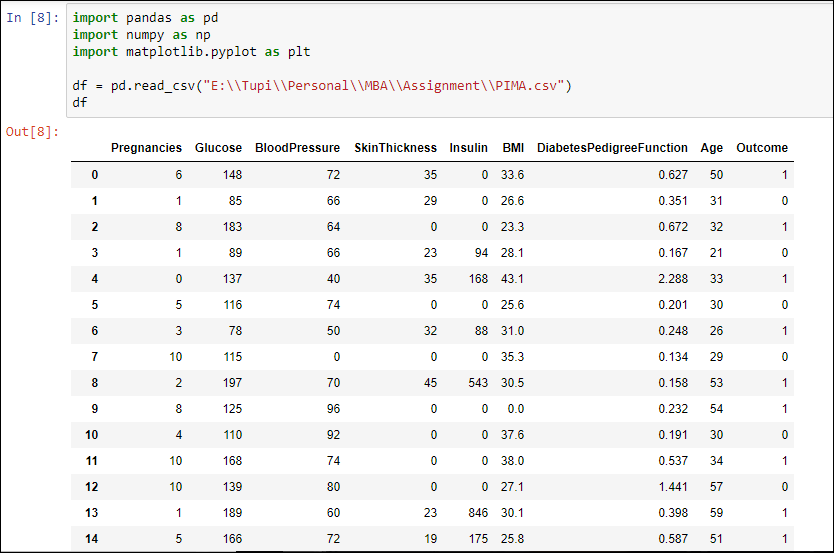 In [8]: import pandas as pd
import numpy as np
import matplotlib.pyplot as plt
df = pd.read_csv("E:\\Tupi\\Personal\\MBA\\Assignment\\PIMA.csv")
df
Out[8]:
Pregnancies Glucose BloodPressure SkinThickness Insulin BMI DiabetesPedigreeFunction Age Outcome
0 6 148 72 35 0 33.6 0.627 50 1
1 1 85 66 29 0 26.6 0.351 31 0
2 8 183 64 0 0 23.3 0.672 32 1
3 1 89 66 23 94 28.1 0.167 21 0
4 0 137 40 35 168 43.1 2.288 33 1
5 5 116 74 0 0 25.6 0.201 30 0
6 3 78 50 32 88 31.0 0.248 26 1
7 10 115 0 0 0 35.3 0.134 29 0
8 2 197 70 45 543 30.5 0.158 53 1
9 8 125 96 0 0 0.0 0.232 54 1
10 4 110 92 0 0 37.6 0.191 30 0
11 10 168 74 0 0 38.0 0.537 34 1
12 10 139 80 0 0 27.1 1.441 57 0
13 1 189 60 23 846 30.1 0.398 59 1
14 5 166 72 19 175 25.8 0.587 51 1